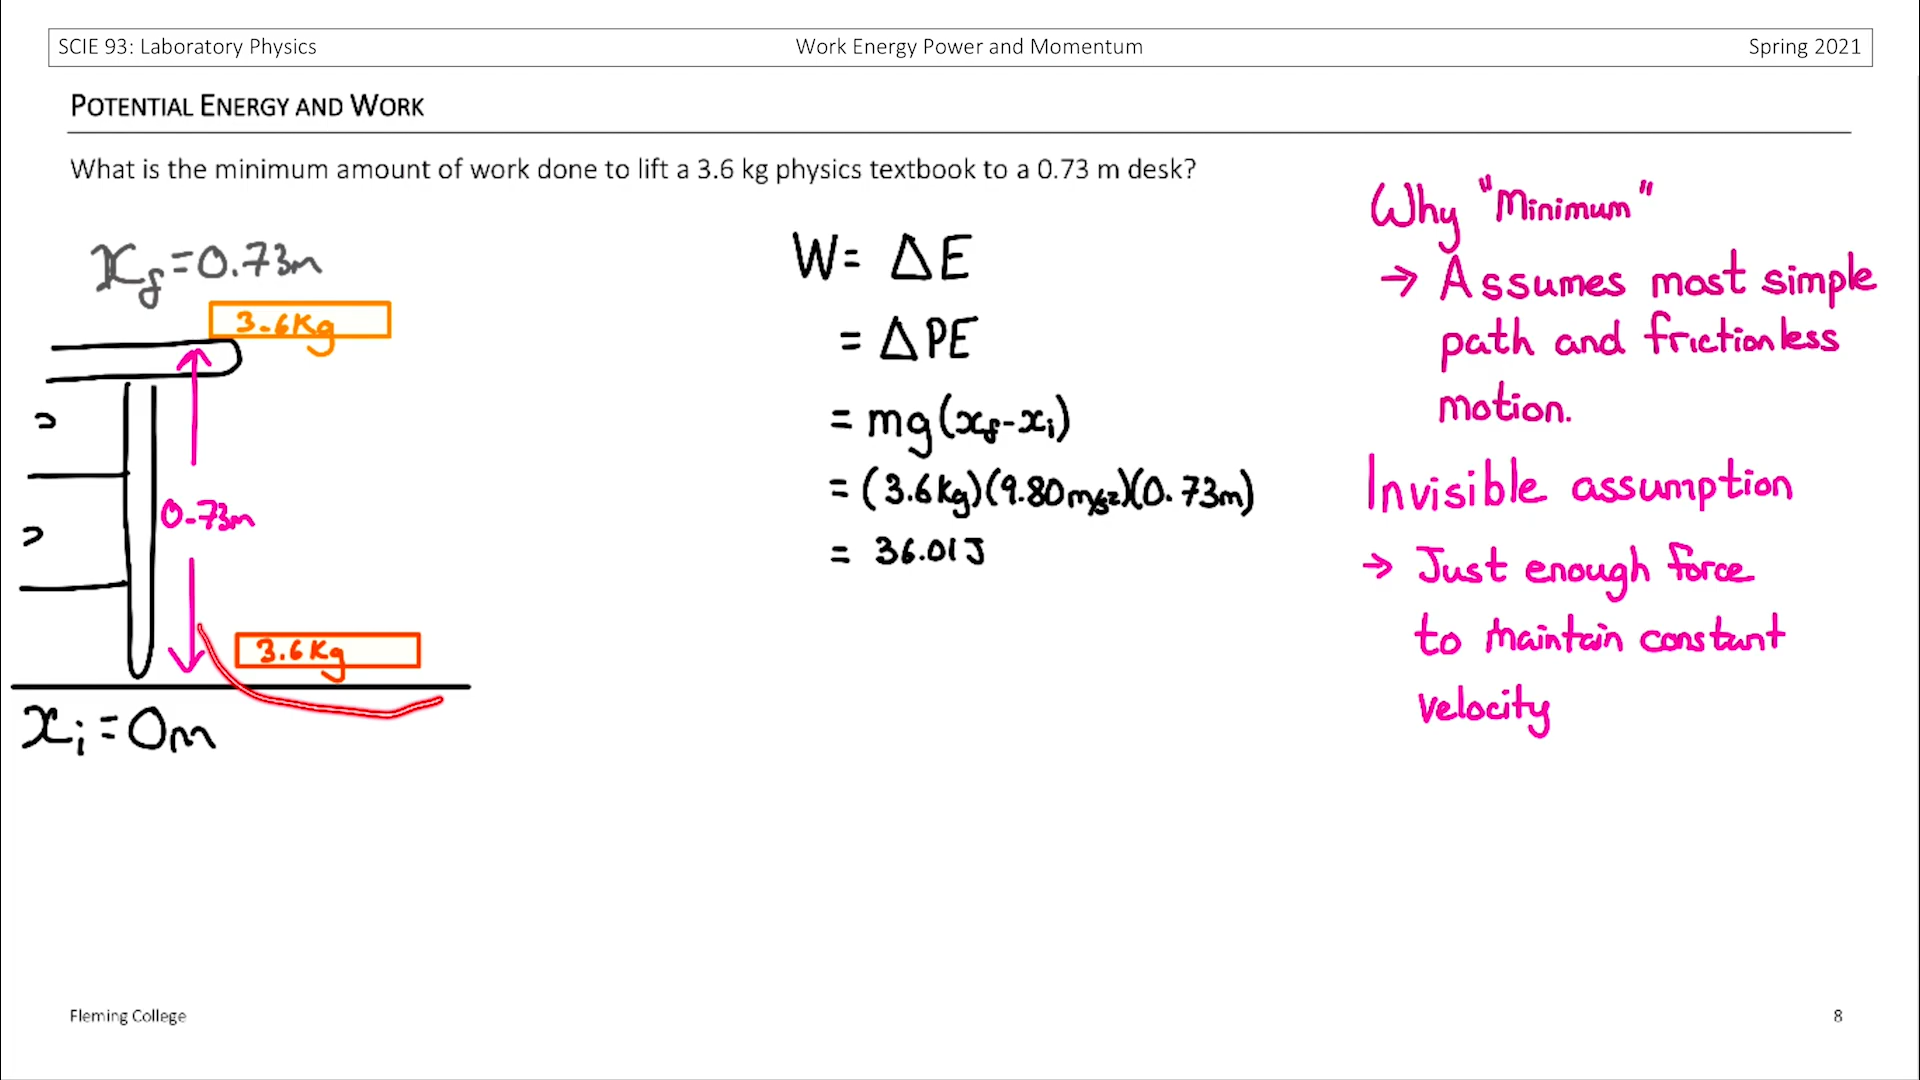 SCIE 93: Laboratory Physics Work Energy Power and Momentum Spring 2021
POTENTIAL ENERGY AND WORK
What is the minimum amount of work done to lift a 3.6 kg physics textbook to a 0.73 m desk?
xf=0.73m
3.6Kg
0.73m
3.6Kg
xi=0m
W= ΔE
= ΔPE
= mg(xf-xi)
= (3.6kg)(9.80m/s2)(0.73m)
= 36.01J
Why "Minimum"
→ Assumes most simple
path and frictionless
motion.
Invisible assumption
→ Just enough force
to maintain constant
velocity
Fleming College 8